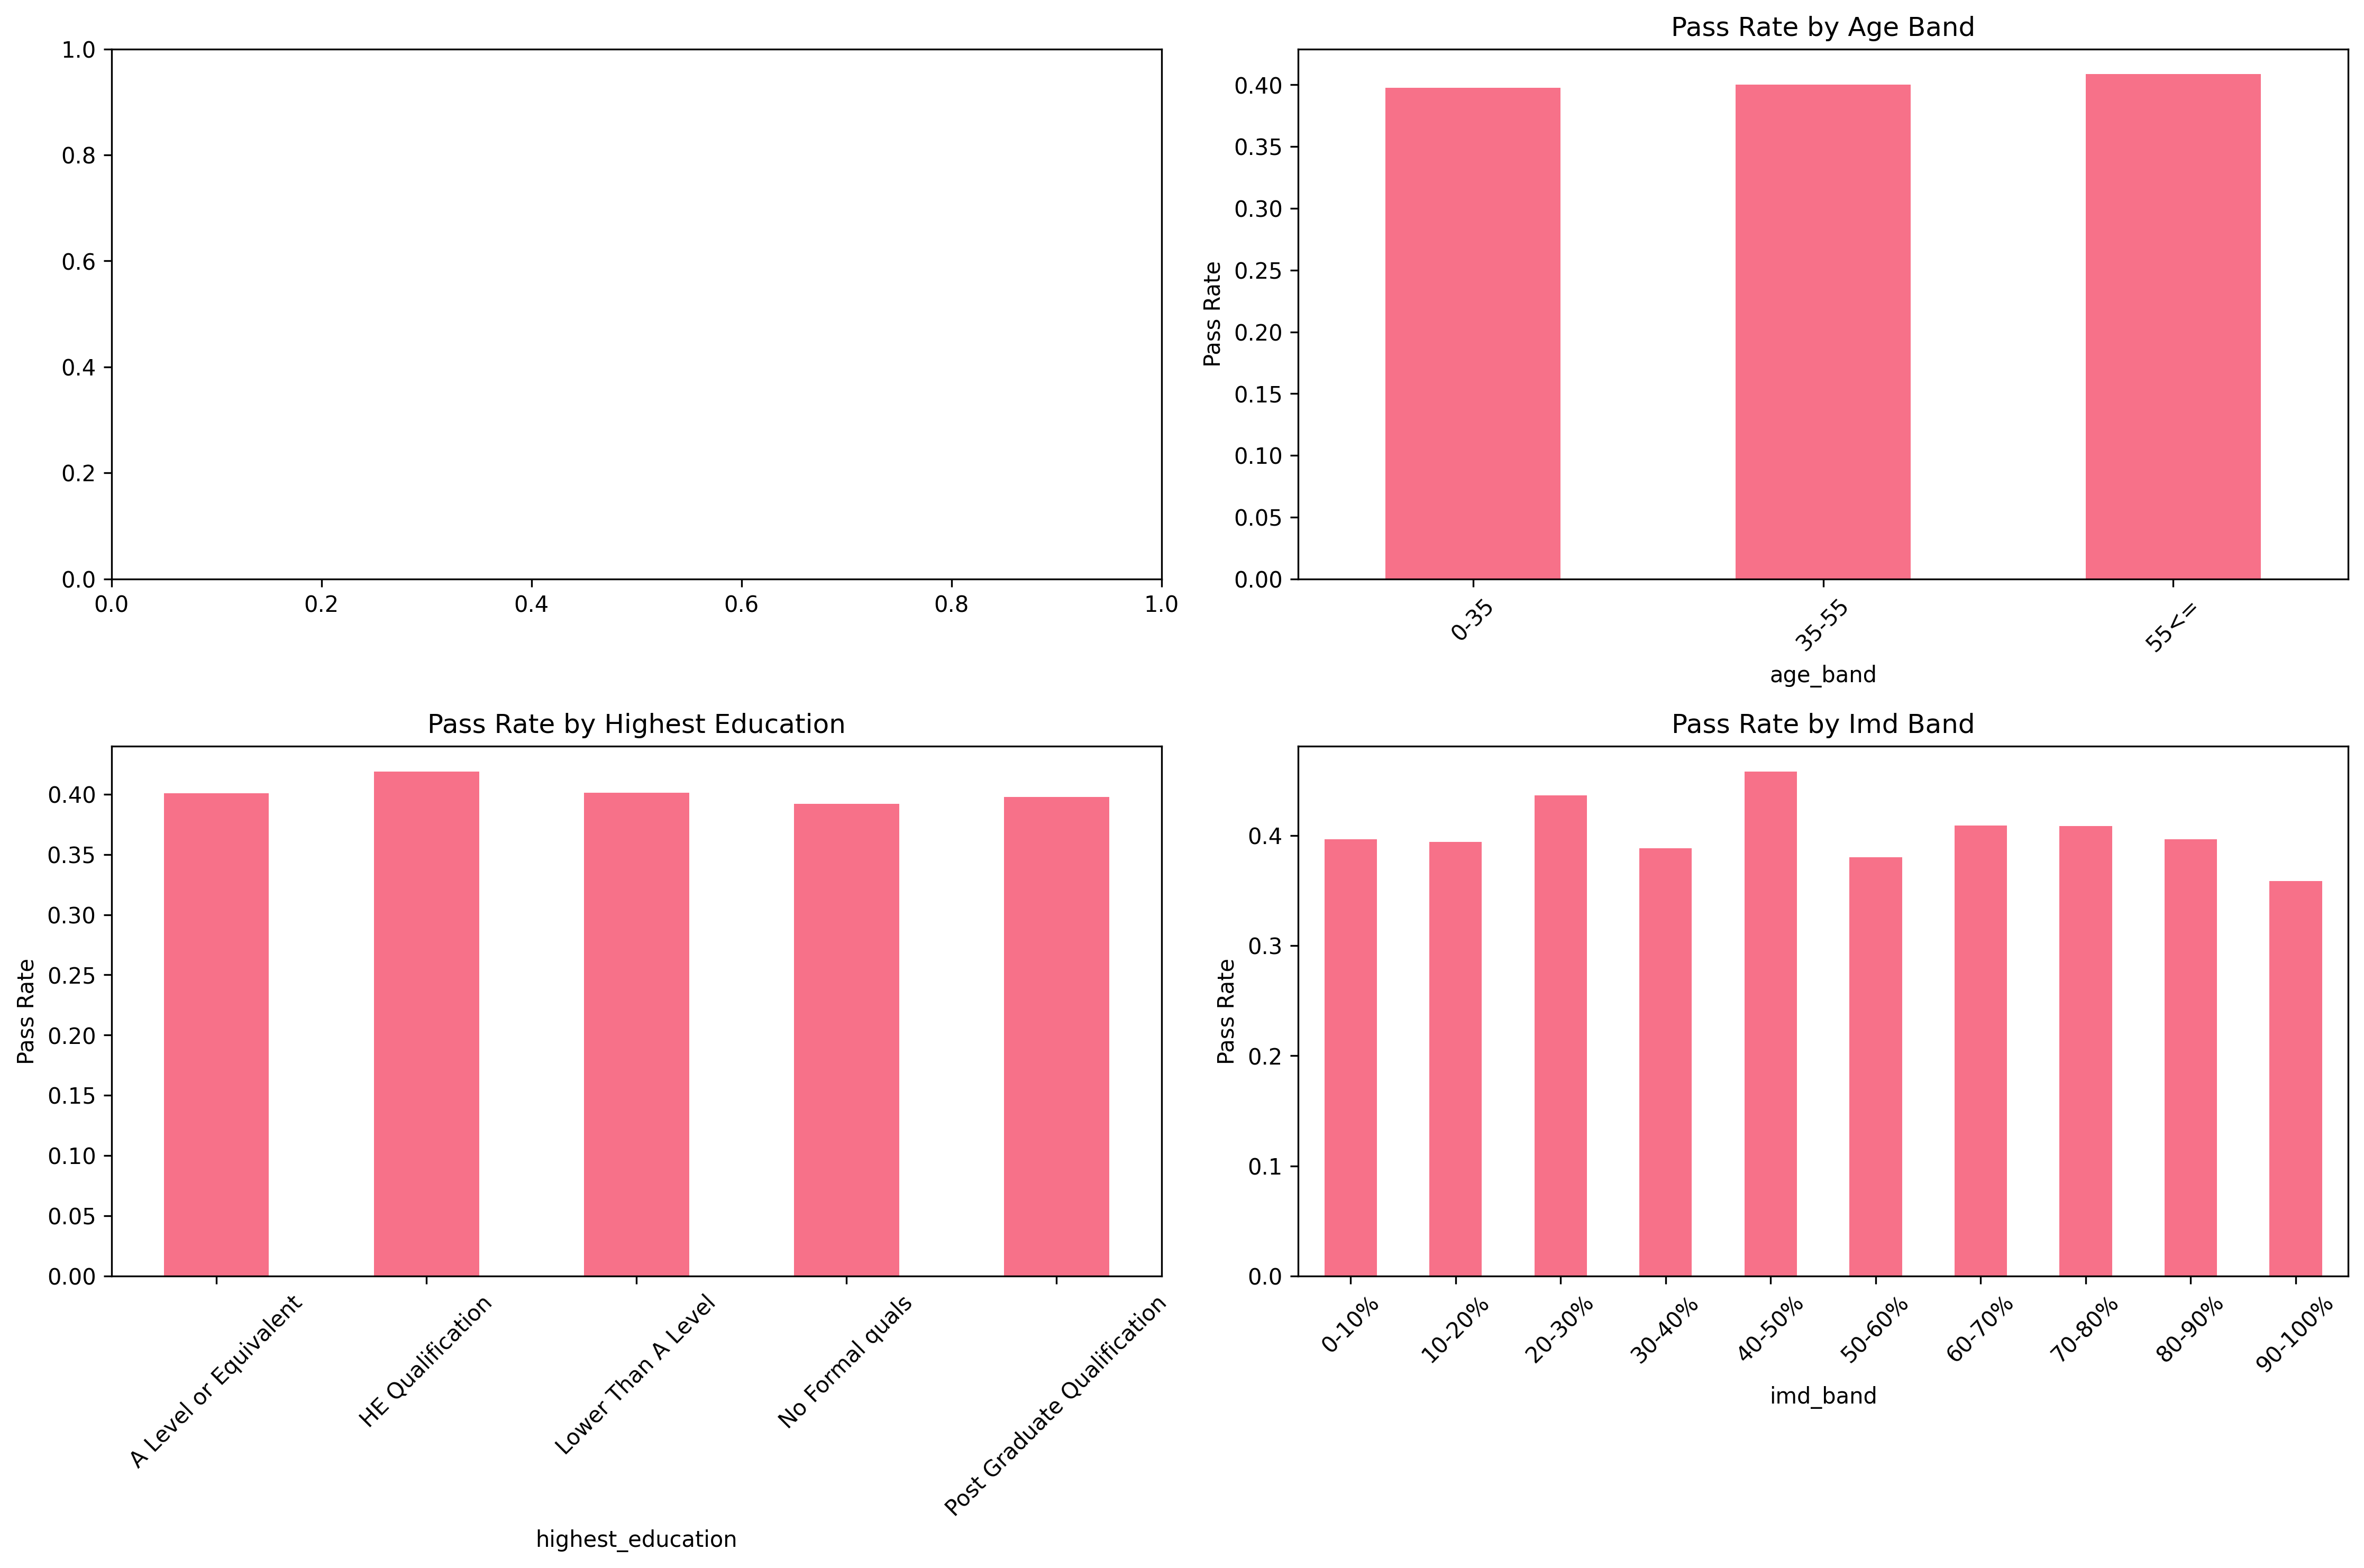 1.0
0.8
0.6
0.4
0.2
0.0
0.0 0.2 0.4 0.6 0.8 1.0
Pass Rate by Age Band
Pass Rate
0.40
0.35
0.30
0.25
0.20
0.15
0.10
0.05
0.00
0-35 35-55 55<=
age_band
Pass Rate by Highest Education
Pass Rate
0.40
0.35
0.30
0.25
0.20
0.15
0.10
0.05
0.00
A Level or Equivalent
HE Qualification
Lower Than A Level
No Formal quals
Post Graduate Qualification
highest_education
Pass Rate by Imd Band
Pass Rate
0.4
0.3
0.2
0.1
0.0
0-10% 10-20% 20-30% 30-40% 40-50% 50-60% 60-70% 70-80% 80-90% 90-100%
imd_band